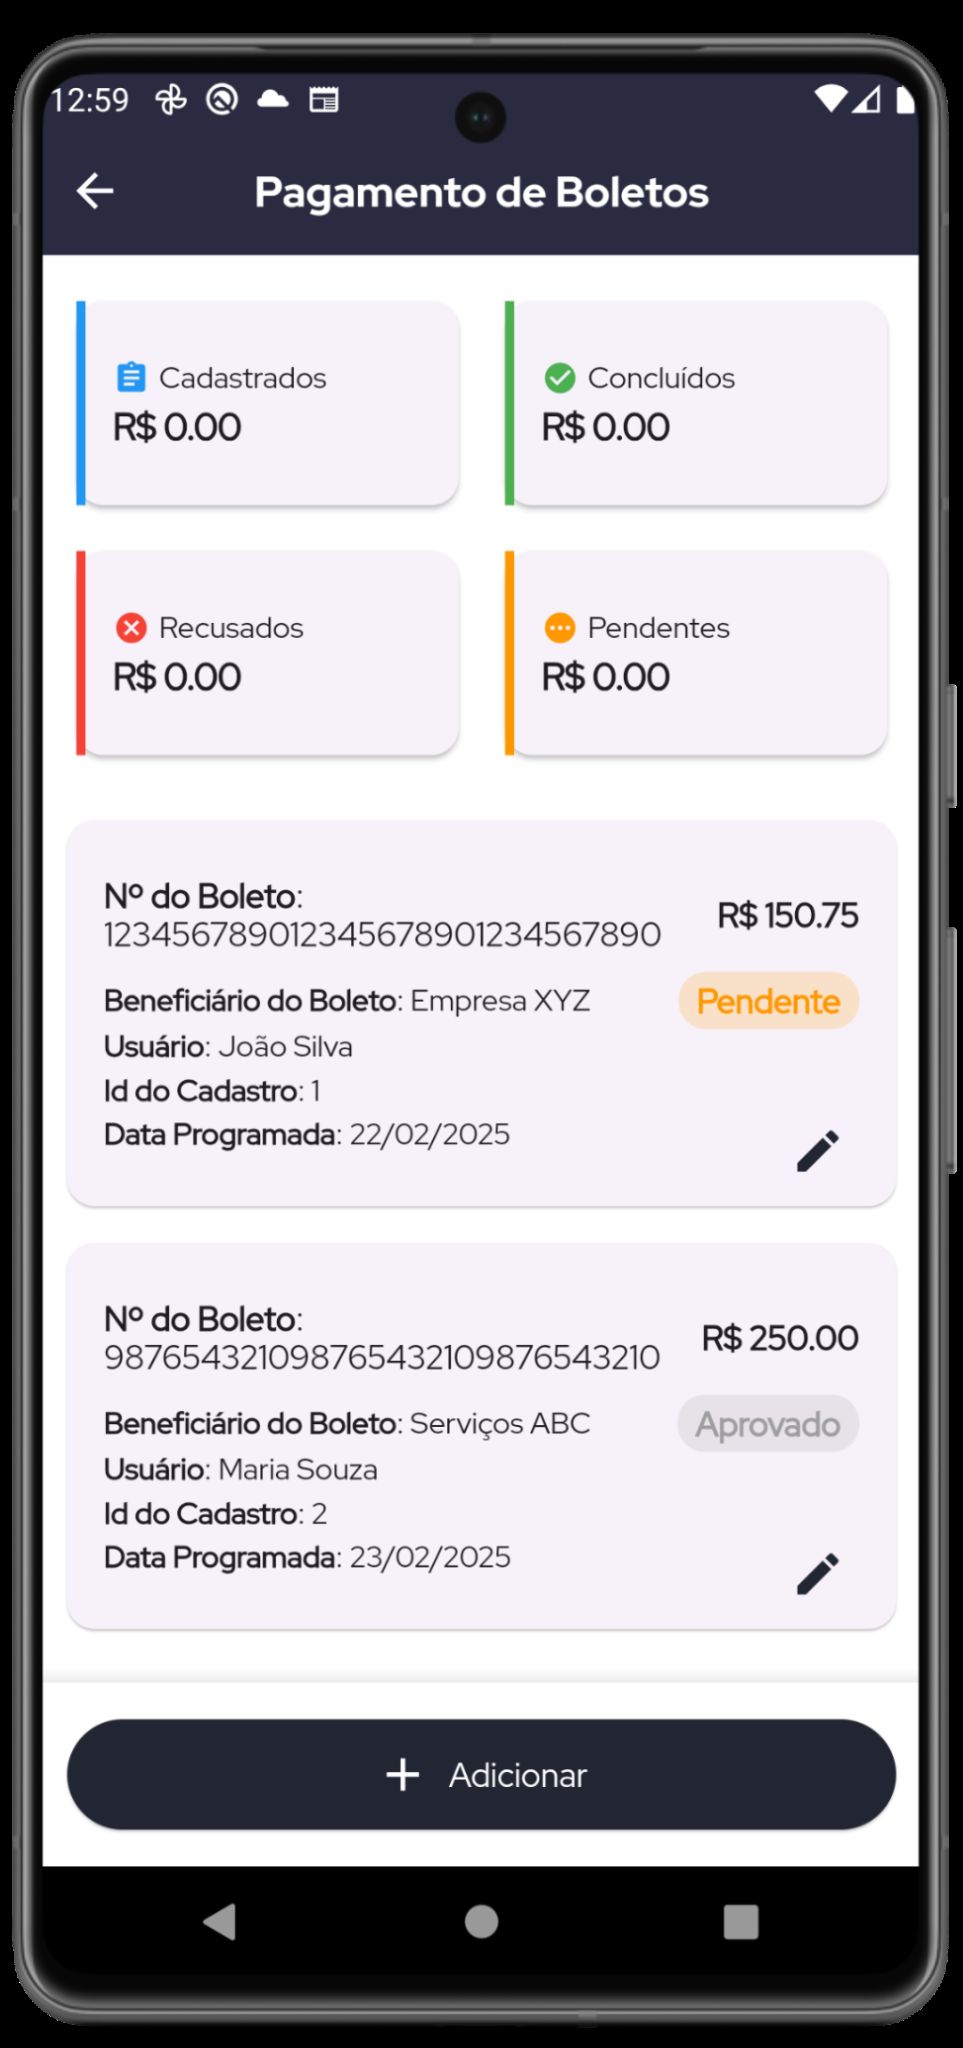 12:59
Pagamento de Boletos
Cadastrados
R$ 0.00
Concluídos
R$ 0.00
Recusados
R$ 0.00
Pendentes
R$ 0.00
Nº do Boleto:
123456789012345678901234567890
R$ 150.75
Beneficiário do Boleto: Empresa XYZ
Pendente
Usuário: João Silva
Id do Cadastro: 1
Data Programada: 22/02/2025
Nº do Boleto:
987654321098765432109876543210
R$ 250.00
Beneficiário do Boleto: Serviços ABC
Aprovado
Usuário: Maria Souza
Id do Cadastro: 2
Data Programada: 23/02/2025
+ Adicionar